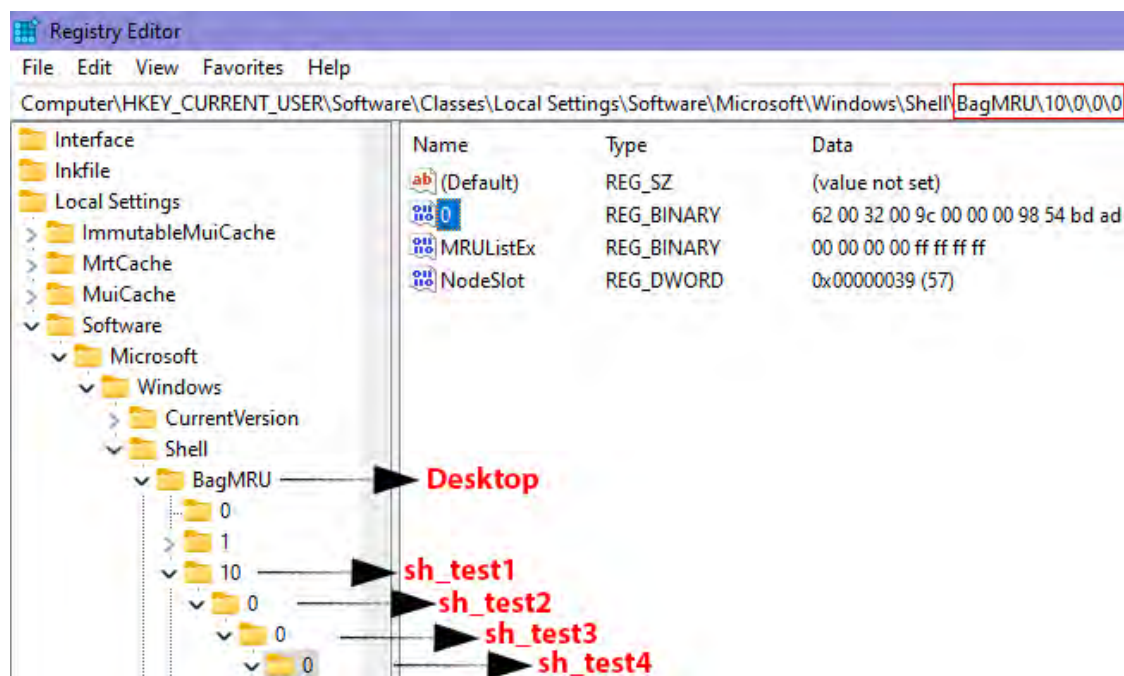 Registry Editor
File Edit View Favorites Help
Computer\HKEY_CURRENT_USER\Software\Classes\Local Settings\Software\Microsoft\Windows\Shell\BagMRU\10\0\0\0
Interface
Inkfile
Local Settings
ImmutableMuiCache
MrtCache
MuiCache
Software
Microsoft
Windows
CurrentVersion
Shell
BagMRU
0
1
10
0
0
0
Name Type Data
ab (Default) REG_SZ (value not set)
0 REG_BINARY 62 00 32 00 9c 00 00 00 98 54 bd ad
MRUListEx REG_BINARY 00 00 00 00 ff ff ff ff
NodeSlot REG_DWORD 0x00000039 (57)
Desktop
sh_test1
sh_test2
sh_test3
sh_test4